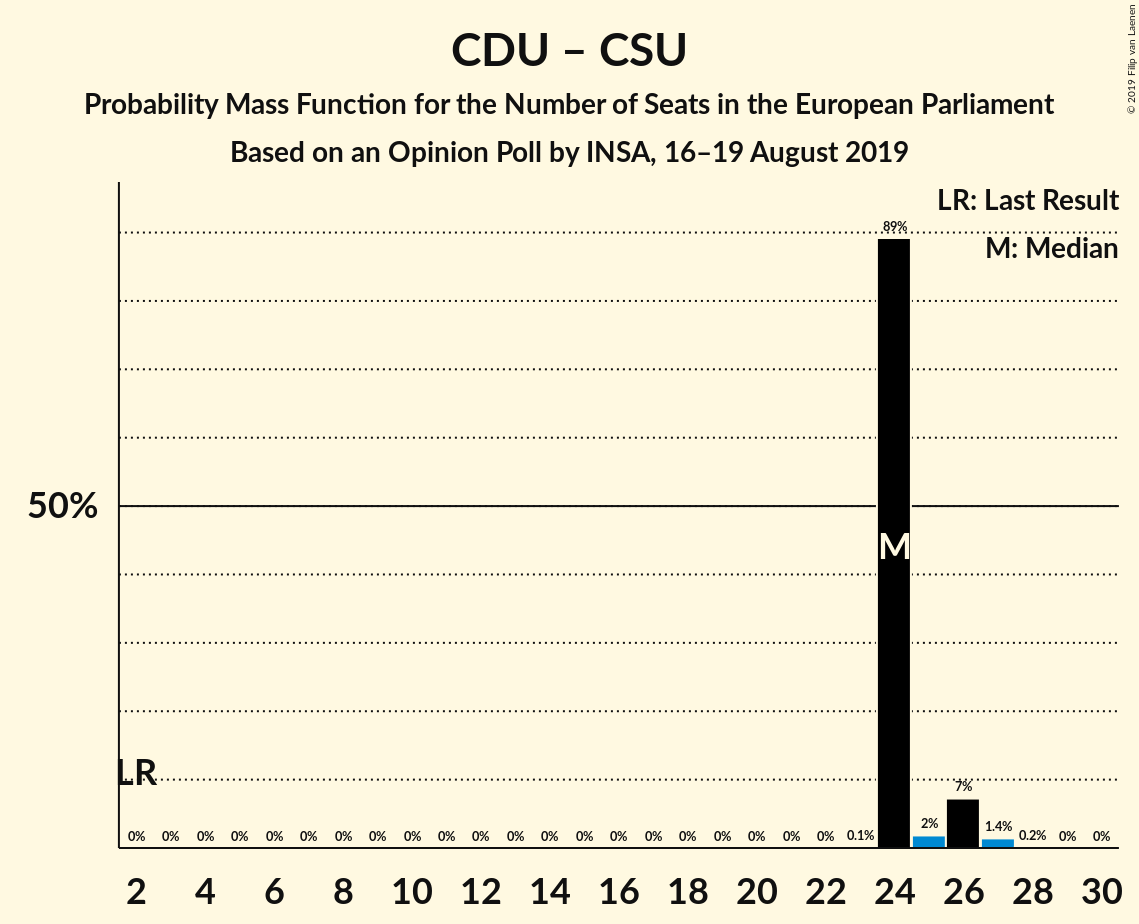 CDU – CSU
Probability Mass Function for the Number of Seats in the European Parliament
Based on an Opinion Poll by INSA, 16–19 August 2019
© 2019 Filip van Laenen
LR: Last Result
M: Median
89%
50%
M
LR
7%
0% 0% 0% 0% 0% 0% 0% 0% 0% 0% 0% 0% 0% 0% 0% 0% 0% 0% 0% 0% 0% 0.1% 2% 1.4% 0.2% 0% 0%
2 4 6 8 10 12 14 16 18 20 22 24 26 28 30